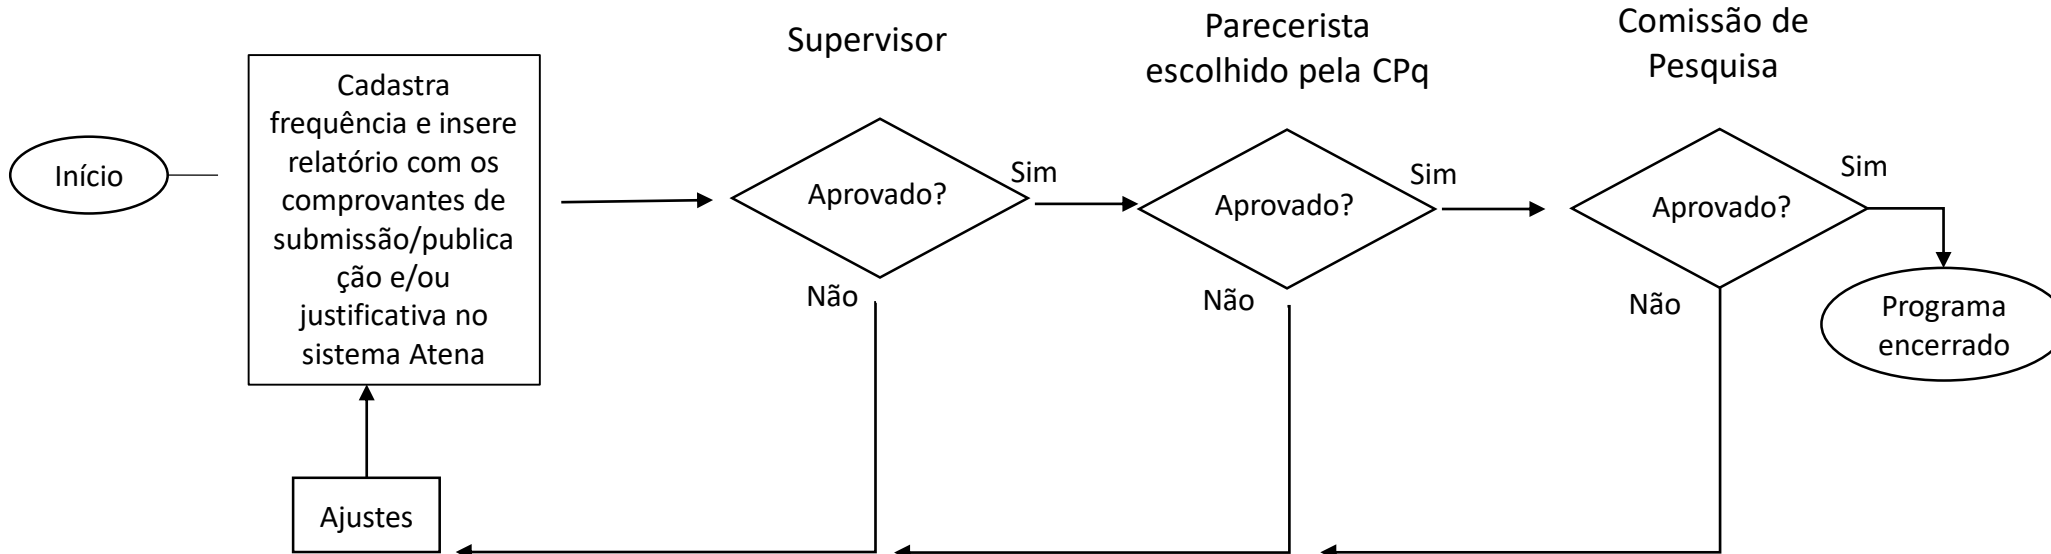 Início
Cadastra
frequência e insere
relatório com os
comprovantes de
submissão/publica
ção e/ou
justificativa no
sistema Atena
Ajustes
Supervisor
Aprovado?
Sim
Não
Parecerista
escolhido pela CPq
Aprovado?
Sim
Não
Comissão de
Pesquisa
Aprovado?
Sim
Não
Programa
encerrado